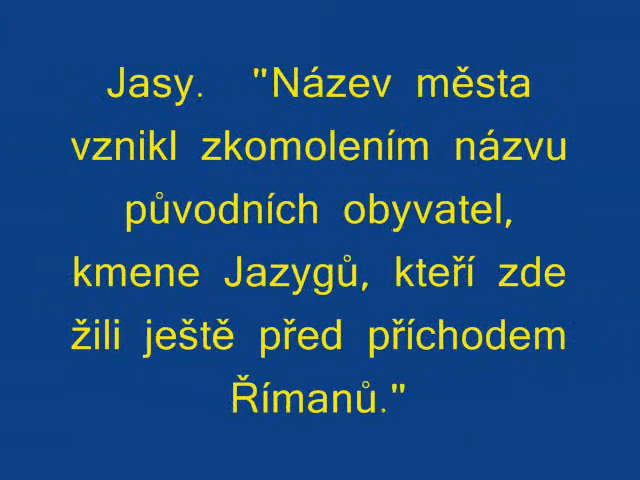 Jasy. "Název města
vznikl zkomolením názvu
původních obyvatel,
kmene Jazygů, kteří zde
žili ještě před příchodem
Římanů."